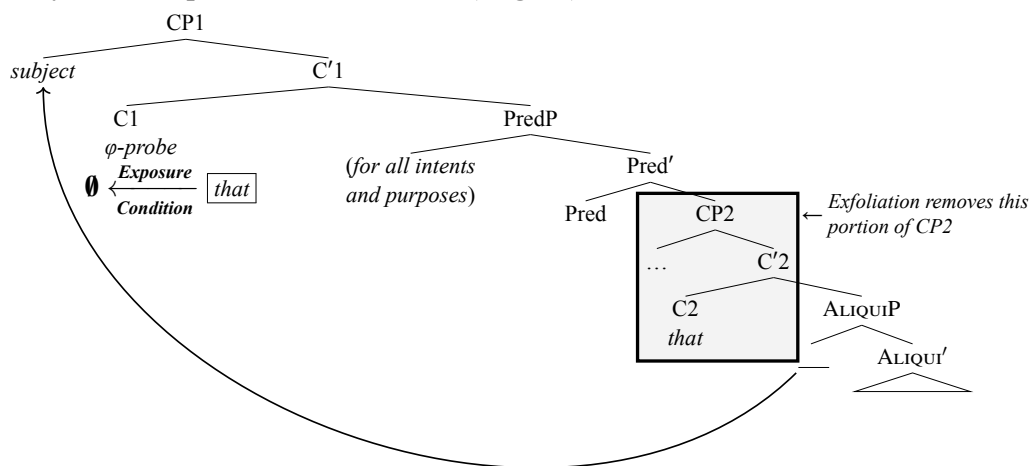 CP1
subject
C′1
C1
PredP
φ-probe
(for all intents
and purposes)
Pred′
∅
Exposure
Condition
that
Pred
CP2
← Exfoliation removes this
portion of CP2
…
C′2
C2
that
ALIQUIP
ALIQUI′